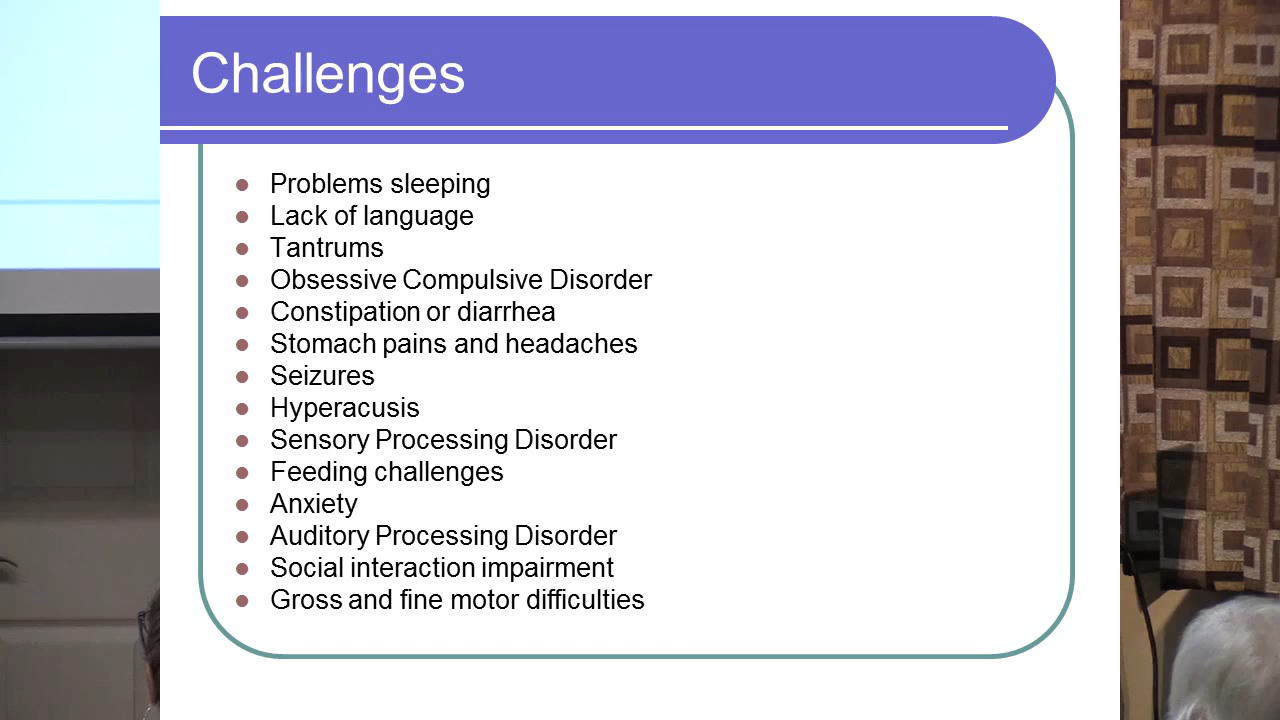 Challenges
Problems sleeping
Lack of language
Tantrums
Obsessive Compulsive Disorder
Constipation or diarrhea
Stomach pains and headaches
Seizures
Hyperacusis
Sensory Processing Disorder
Feeding challenges
Anxiety
Auditory Processing Disorder
Social interaction impairment
Gross and fine motor difficulties